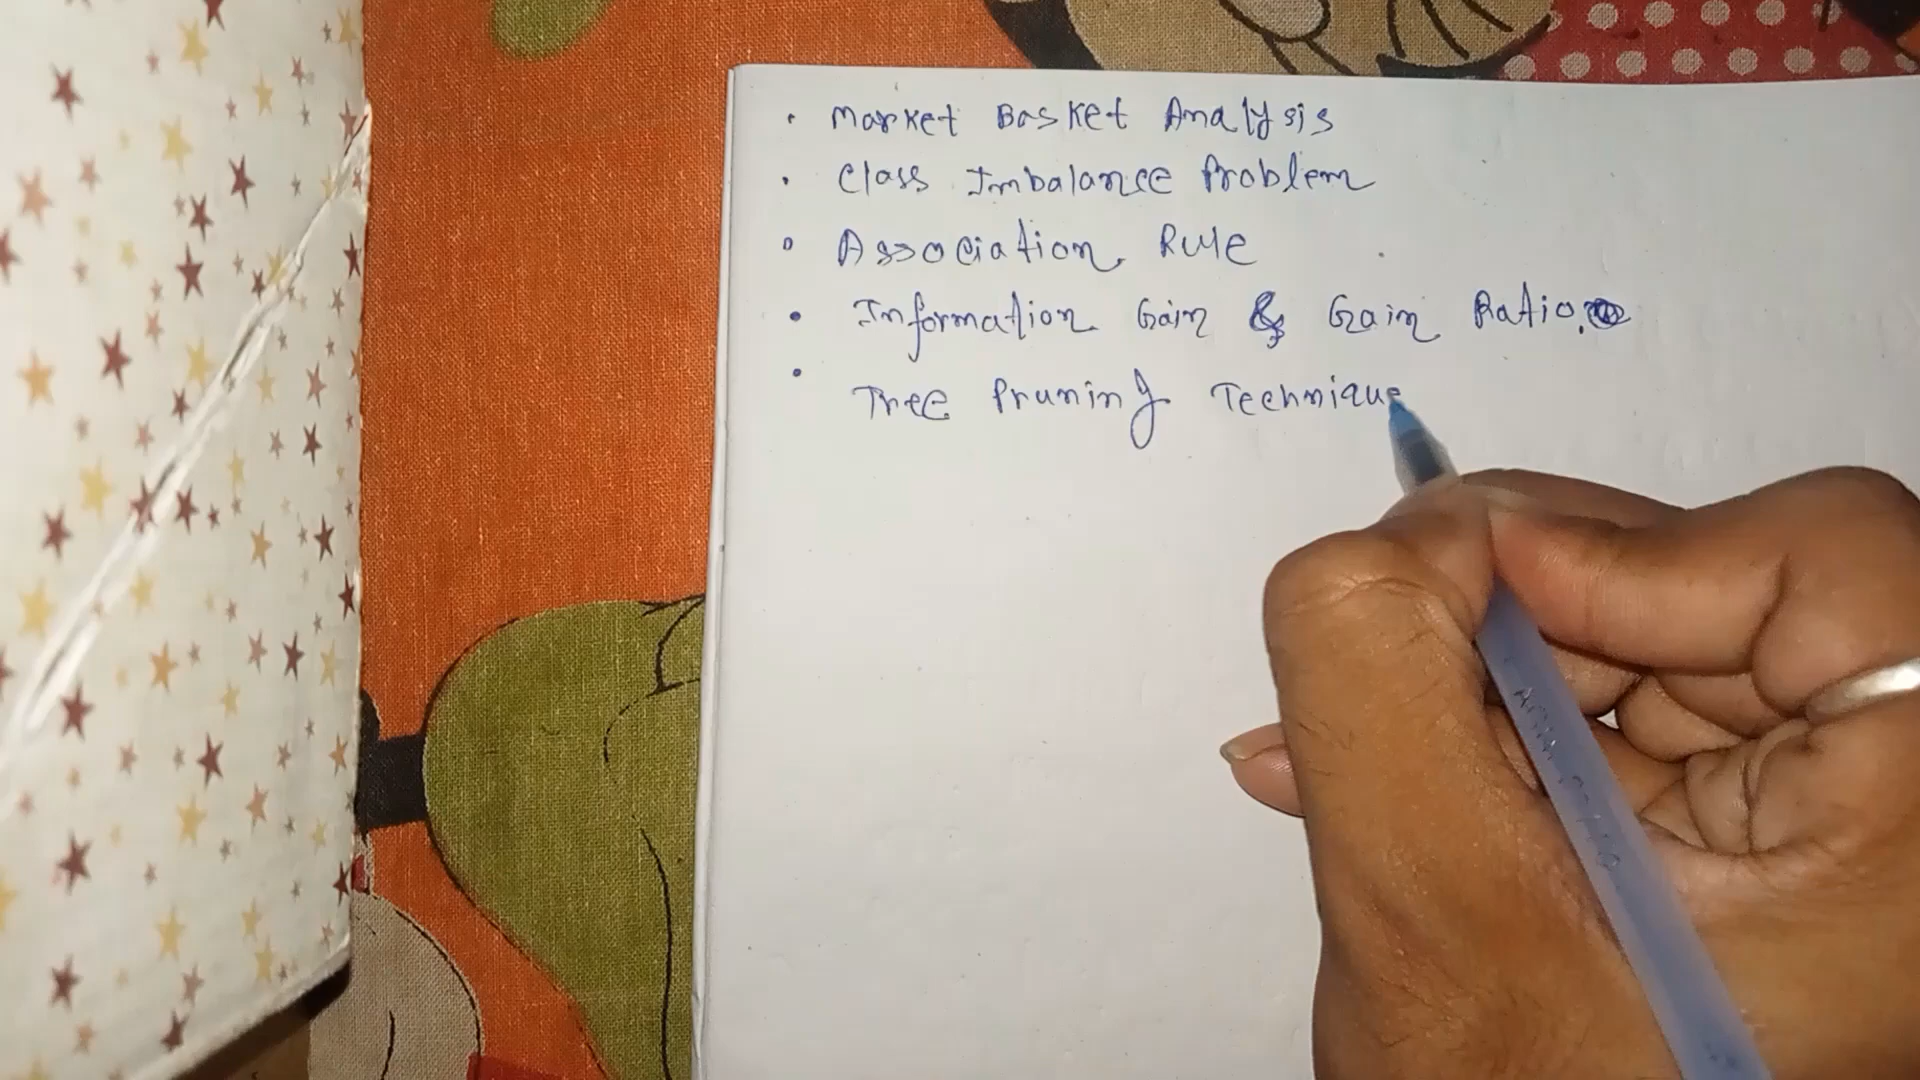 • Market Basket Analysis
• Class Imbalance Problem
• Association Rule
• Information Gain & Gain Ratio.
• Tree Pruning Technique